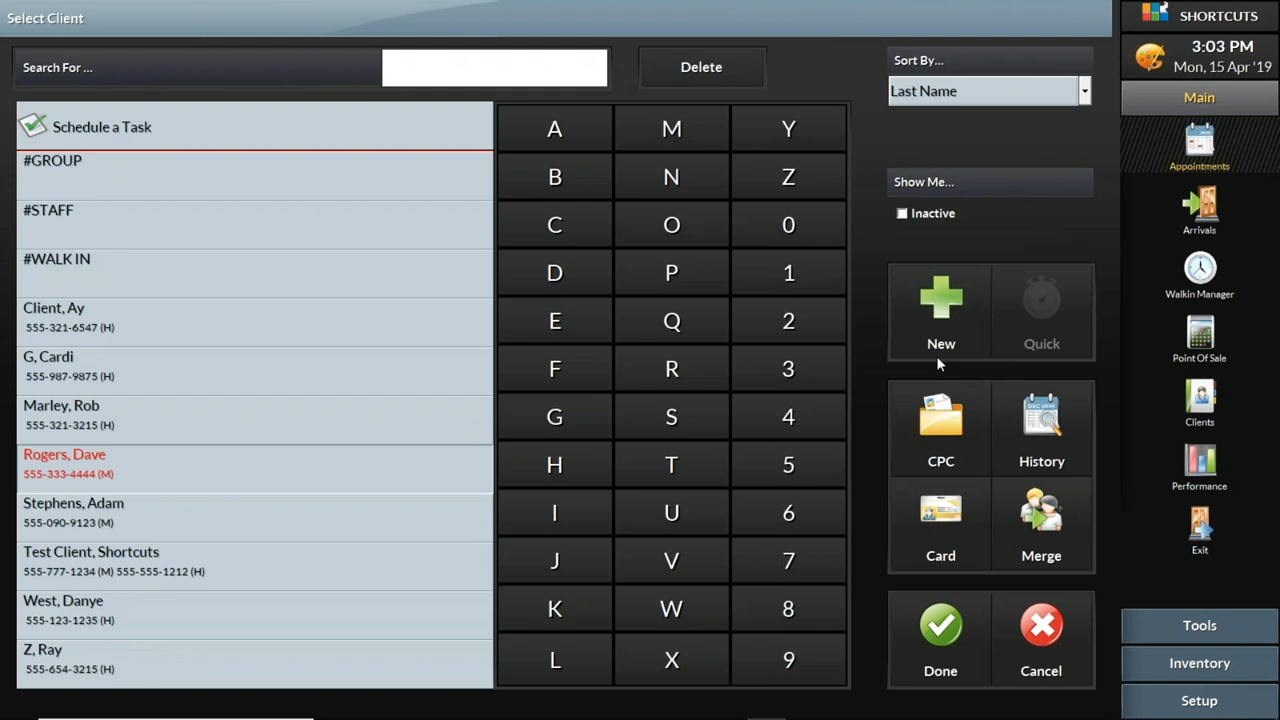 Select Client
SHORTCUTS
3:03 PM
Mon, 15 Apr '19
Search For ...
Delete
Sort By...
Last Name
Show Me...
Inactive
Schedule a Task
#GROUP
#STAFF
#WALK IN
Client, Ay
555-321-6547 (H)
G, Cardi
555-987-9875 (H)
Marley, Rob
555-321-3215 (H)
Rogers, Dave
555-333-4444 (M)
Stephens, Adam
555-090-9123 (M)
Test Client, Shortcuts
555-777-1234 (M) 555-555-1212 (H)
West, Danye
555-123-1235 (H)
Z, Ray
555-654-3215 (H)
A M Y
B N Z
C O 0
D P 1
E Q 2
F R 3
G S 4
H T 5
I U 6
J V 7
K W 8
L X 9
New
Quick
CPC
DEC
History
Card
Merge
Done
Cancel
Main
Appointments
Arrivals
Walkin Manager
Point Of Sale
Clients
Performance
Exit
Tools
Inventory
Setup